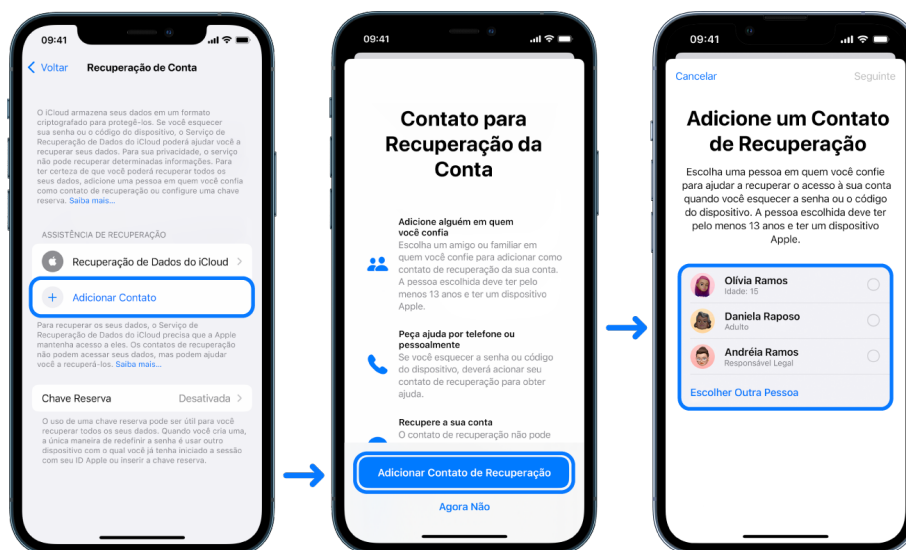 09:41
Voltar Recuperação de Conta
O iCloud armazena seus dados em um formato
criptografado para protegê-los. Se você esquecer
sua senha ou o código do dispositivo, o Serviço de
Recuperação de Dados do iCloud poderá ajudar você a
recuperar seus dados. Para sua privacidade, o serviço
não pode recuperar determinadas informações. Para
ter certeza de que você poderá recuperar todos os
seus dados, adicione uma pessoa em quem você confia
como contato de recuperação ou configure uma chave
reserva. Saiba mais...
ASSISTÊNCIA DE RECUPERAÇÃO
Recuperação de Dados do iCloud
Adicionar Contato
Para recuperar os seus dados, o Serviço de
Recuperação de Dados do iCloud precisa que a Apple
mantenha acesso a eles. Os contatos de recuperação
não podem acessar seus dados, mas podem ajudar
você a recuperá-los. Saiba mais...
Chave Reserva Desativada
O uso de uma chave reserva pode ser útil para você
recuperar todos os seus dados. Quando você cria uma,
a única maneira de redefinir a senha é usar outro
dispositivo com o qual você já tenha iniciado a sessão
com seu ID Apple ou inserir a chave reserva.
09:41
Contato para
Recuperação da
Conta
Adicione alguém em quem
você confia
Escolha um amigo ou familiar em
quem você confie para adicionar como
contato de recuperação da sua conta.
A pessoa escolhida deve ter pelo
menos 13 anos e ter um dispositivo
Apple.
Peça ajuda por telefone ou
pessoalmente
Se você esquecer a senha ou código
do dispositivo, deverá acionar seu
contato de recuperação para obter
ajuda.
Recupere a sua conta
O contato de recuperação não pode
Adicionar Contato de Recuperação
Agora Não
09:41
Cancelar Seguinte
Adicione um Contato
de Recuperação
Escolha uma pessoa em quem você confie
para ajudar a recuperar o acesso à sua conta
quando você esquecer a senha ou o código
do dispositivo. A pessoa escolhida deve ter
pelo menos 13 anos e ter um dispositivo
Apple.
Olívia Ramos
Idade: 15
Daniela Raposo
Adulto
Andréia Ramos
Responsável Legal
Escolher Outra Pessoa